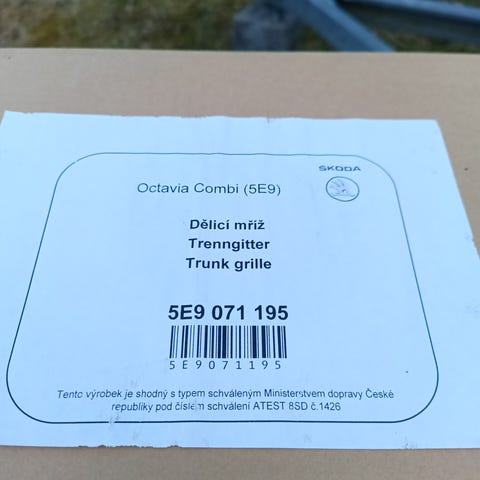 ŠKODA
Octavia Combi (5E9)
Dělicí mříž
Trenngitter
Trunk grille
5E9 071 195
5E9071195
Tento výrobek je shodný s typem schváleným Ministerstvem dopravy České
republiky pod číslem schválení ATEST 8SD č.1426